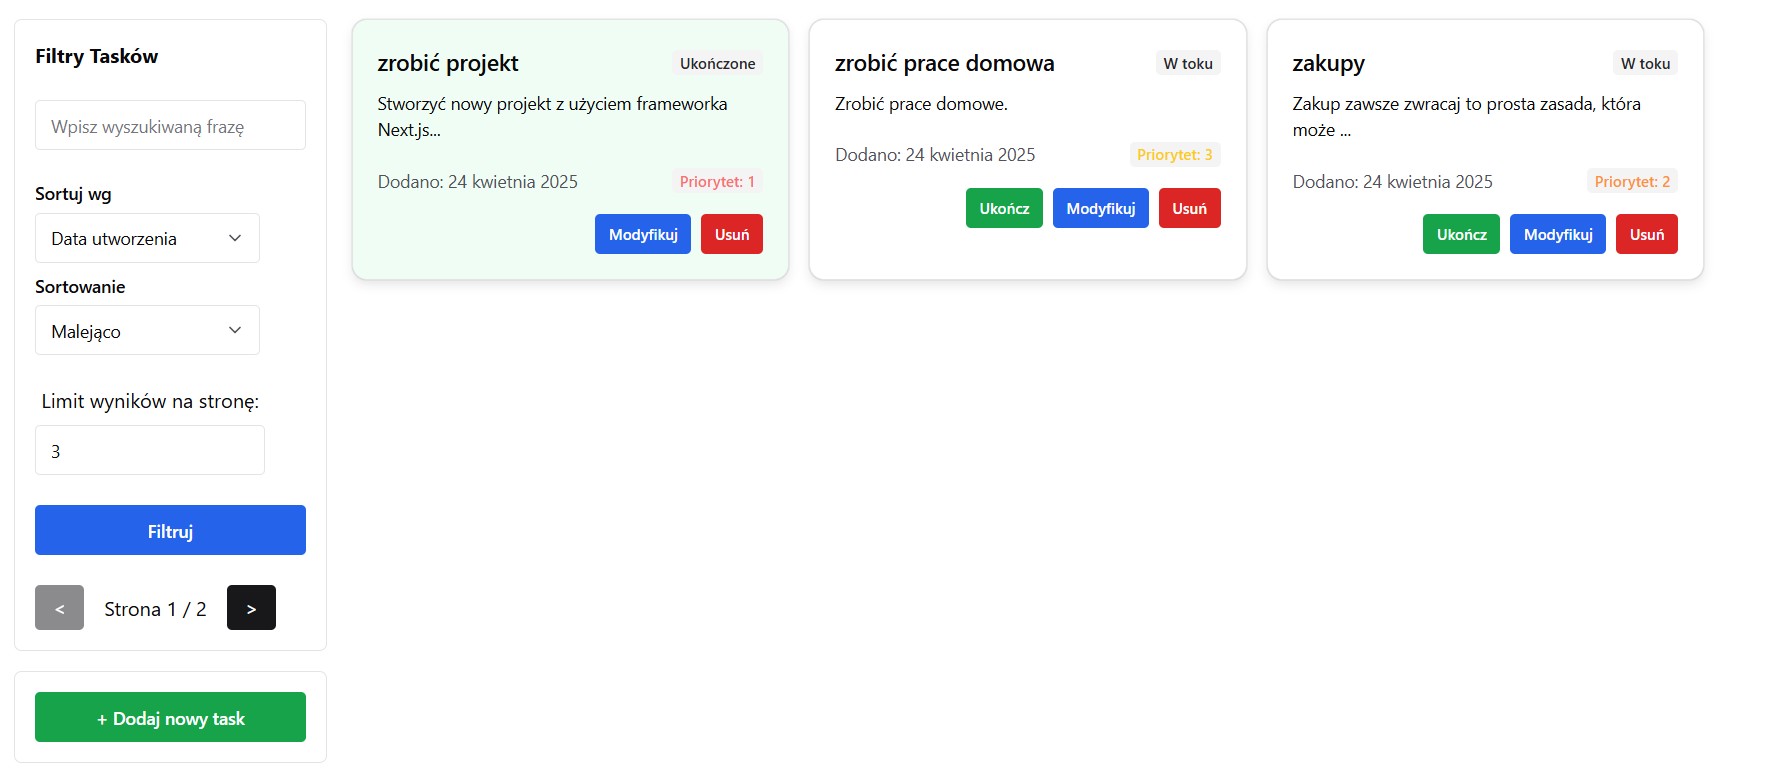 Filtry Tasków
Wpisz wyszukiwaną frazę
Sortuj wg
Data utworzenia
Sortowanie
Malejąco
Limit wyników na stronę:
3
Filtruj
<
Strona 1 / 2
>
+ Dodaj nowy task
zrobić projekt
Ukończone
Stworzyć nowy projekt z użyciem frameworka
Next.js...
Dodano: 24 kwietnia 2025
Priorytet: 1
Modyfikuj
Usuń
zrobić prace domowa
W toku
Zrobić prace domowe.
Dodano: 24 kwietnia 2025
Priorytet: 3
Ukończ
Modyfikuj
Usuń
zakupy
W toku
Zakup zawsze zwracaj to prosta zasada, która
może ...
Dodano: 24 kwietnia 2025
Priorytet: 2
Ukończ
Modyfikuj
Usuń